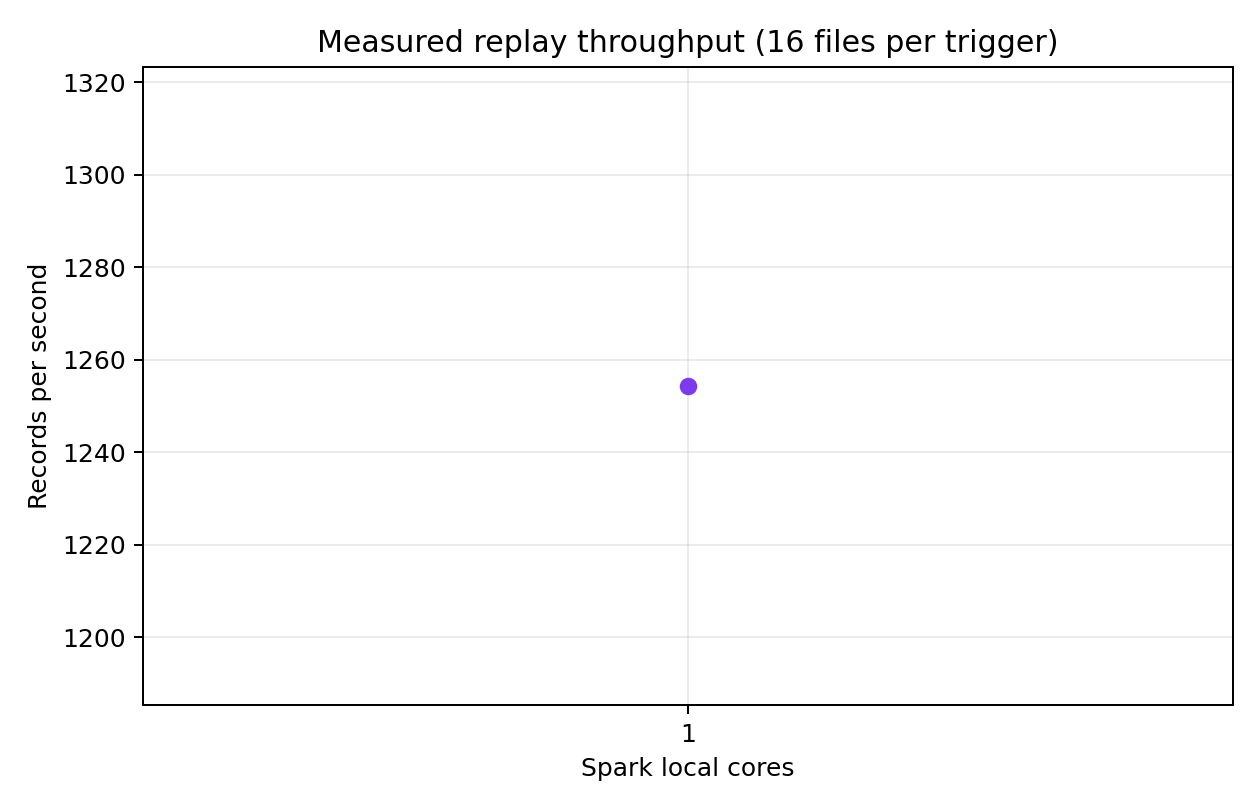 Measured replay throughput (16 files per trigger)
1320
1300
1280
1260
1240
1220
1200
Records per second
1
Spark local cores